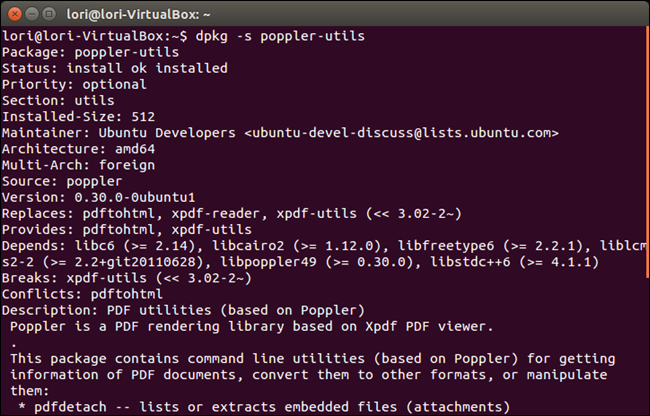 lori@lori-VirtualBox: ~
lori@lori-VirtualBox:~$ dpkg -s poppler-utils
Package: poppler-utils
Status: install ok installed
Priority: optional
Section: utils
Installed-Size: 512
Maintainer: Ubuntu Developers <ubuntu-devel-discuss@lists.ubuntu.com>
Architecture: amd64
Multi-Arch: foreign
Source: poppler
Version: 0.30.0-0ubuntu1
Replaces: pdftohtml, xpdf-reader, xpdf-utils (<< 3.02-2~)
Provides: pdftohtml, xpdf-utils
Depends: libc6 (>= 2.14), libcairo2 (>= 1.12.0), libfreetype6 (>= 2.2.1), liblcm
s2-2 (>= 2.2+git20110628), libpoppler49 (>= 0.30.0), libstdc++6 (>= 4.1.1)
Breaks: xpdf-utils (<< 3.02-2~)
Conflicts: pdftohtml
Description: PDF utilities (based on Poppler)
 Poppler is a PDF rendering library based on Xpdf PDF viewer.
 .
 This package contains command line utilities (based on Poppler) for getting
 information of PDF documents, convert them to other formats, or manipulate
 them:
  * pdfdetach -- lists or extracts embedded files (attachments)